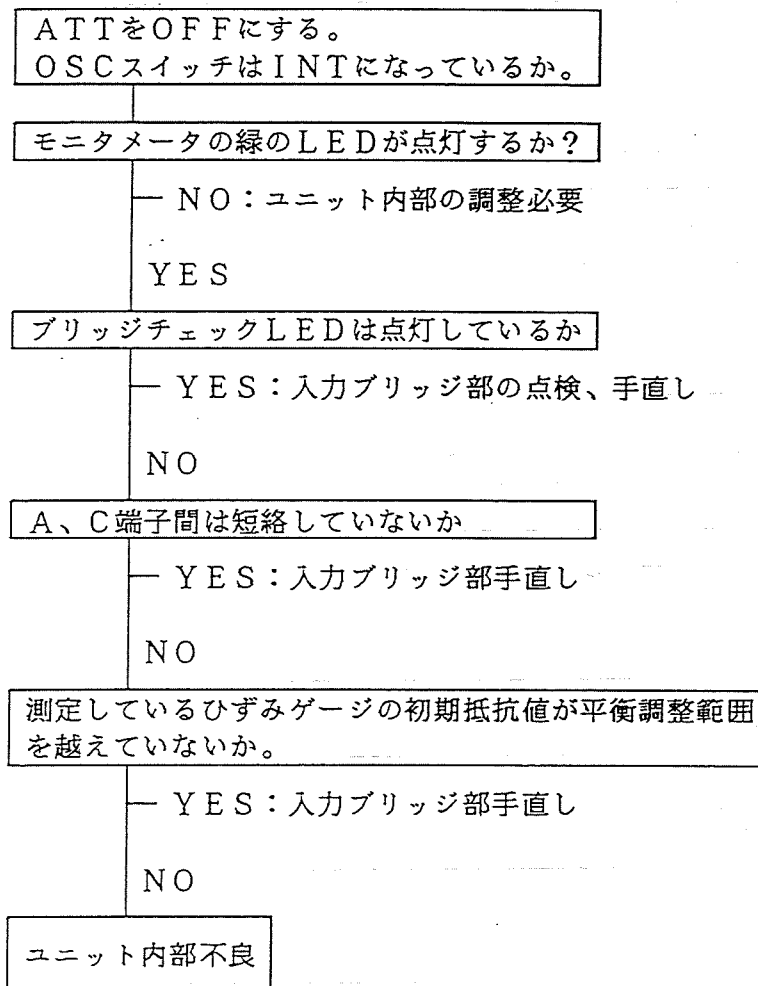 ATTをOFFにする。
OSCスイッチはINTになっているか。
モニタメータの緑のLEDが点灯するか?
NO:ユニット内部の調整必要
YES
ブリッジチェックLEDは点灯しているか
YES:入力ブリッジ部の点検、手直し
NO
A、C端子間は短絡していないか
YES:入力ブリッジ部手直し
NO
測定しているひずみゲージの初期抵抗値が平衡調整範囲
を越えていないか。
YES:入力ブリッジ部手直し
NO
ユニット内部不良